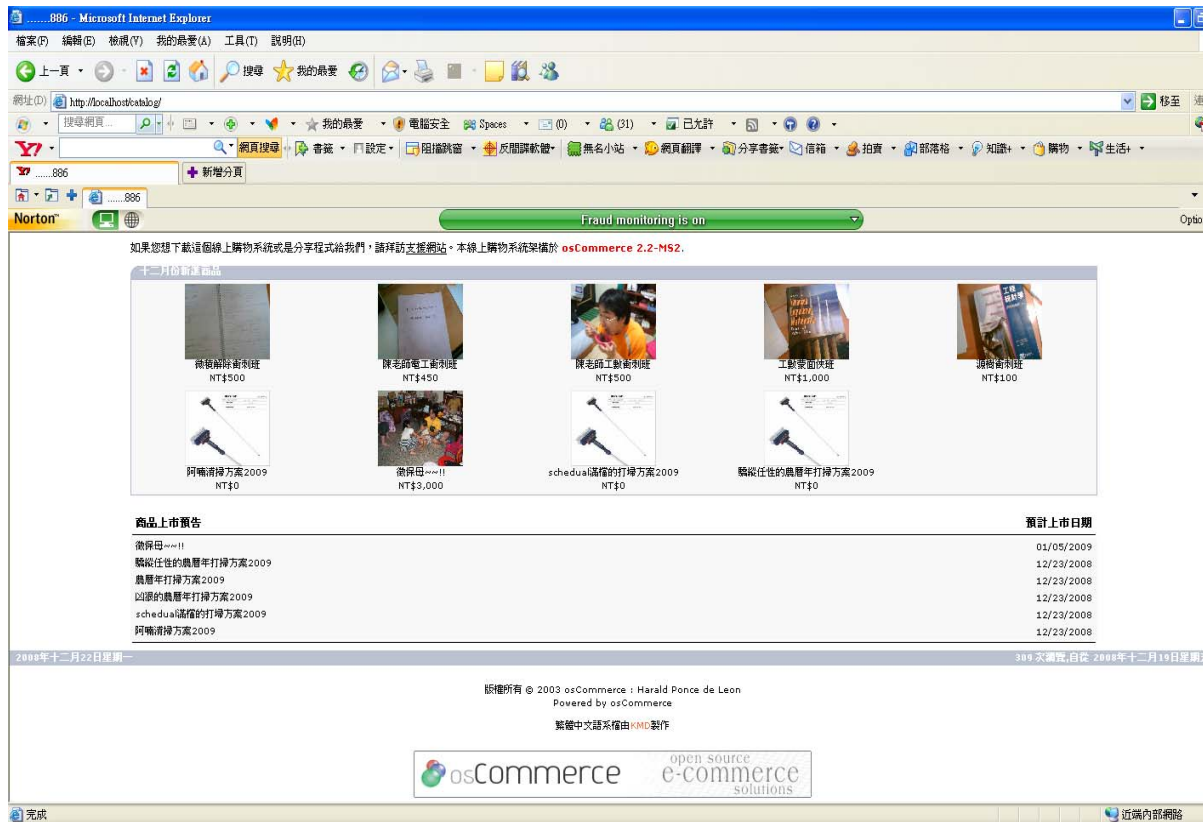 .......886 - Microsoft Internet Explorer
檔案(F) 編輯(E) 檢視(V) 我的最愛(A) 工具(T) 說明(H)
上一頁 搜尋 我的最愛
網址(D) http://localhost/catalog/ 移至
搜尋網頁... 我的最愛 電腦安全 Spaces (0) (31) 已允許
Y7 網頁搜尋 書籤 設定 阻擋跳窗 反間諜軟體 無名小站 網頁翻譯 分享書籤 信箱 拍賣 部落格 知識+ 購物 生活+
......886 新增分頁
......886
Norton™ Fraud monitoring is on Optio
如果您想下載這個線上購物系統或是分享程式給我們，請拜訪支援網站。本線上購物系統架構於 osCommerce 2.2-MS2.
十二月份新進商品
微積解除衝刺班 陳老師電工衝刺班 陳老師工數衝刺班 工數蒙面俠班 衝刺班
NT$500 NT$450 NT$500 NT$1,000 NT$100
阿喃清掃方案2009 徵保母~~!! schedual滿檔的打掃方案2009 驕縱任性的農曆年打掃方案2009
NT$0 NT$3,000 NT$0 NT$0
商品上市預告 預計上市日期
徵保母~~!! 01/05/2009
驕縱任性的農曆年打掃方案2009 12/23/2008
農曆年打掃方案2009 12/23/2008
凶狠的農曆年打掃方案2009 12/23/2008
schedual滿檔的打掃方案2009 12/23/2008
阿喃清掃方案2009 12/23/2008
2008年十二月22日星期一 389 次瀏覽,自從 2008年十二月19日星期
版權所有 © 2003 osCommerce : Harald Ponce de Leon
Powered by osCommerce
繁體中文語系檔由KMD製作
osCommerce open source
e-commerce
solutions
完成 近端內部網路